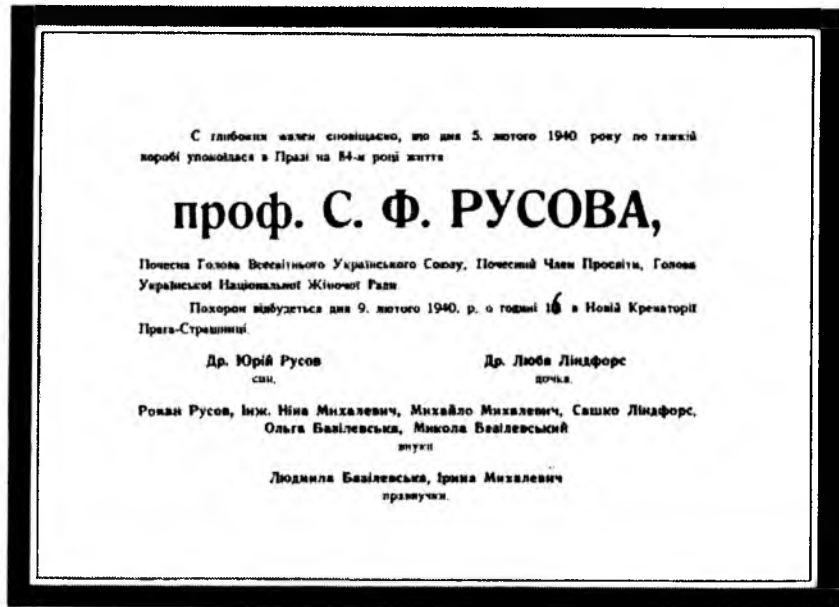 С глибоким жалем сповіщаємо, що дня 5. лютого 1940 року по тяжкій
хоробі упокоїлася в Празі на 84-м році життя
проф. С. Ф. РУСОВА,
Почесна Голова Всесвітнього Українського Союзу, Почесний Член Просвіти, Голова
Української Національної Жіночої Ради.
Похорон відбудеться дня 9. лютого 1940. р. о годині 16 в Новій Крематорії
Прага-Страшниці.
Др. Юрій Русов Др. Люба Ліндфорс
син, дочка.
Роман Русов, Інж. Ніна Михалевич, Михайло Михалевич, Сашко Ліндфорс,
Ольга Базілевська, Микола Базілевський
внуки
Людмила Базілевська, Ірина Михалевич
правнучки.